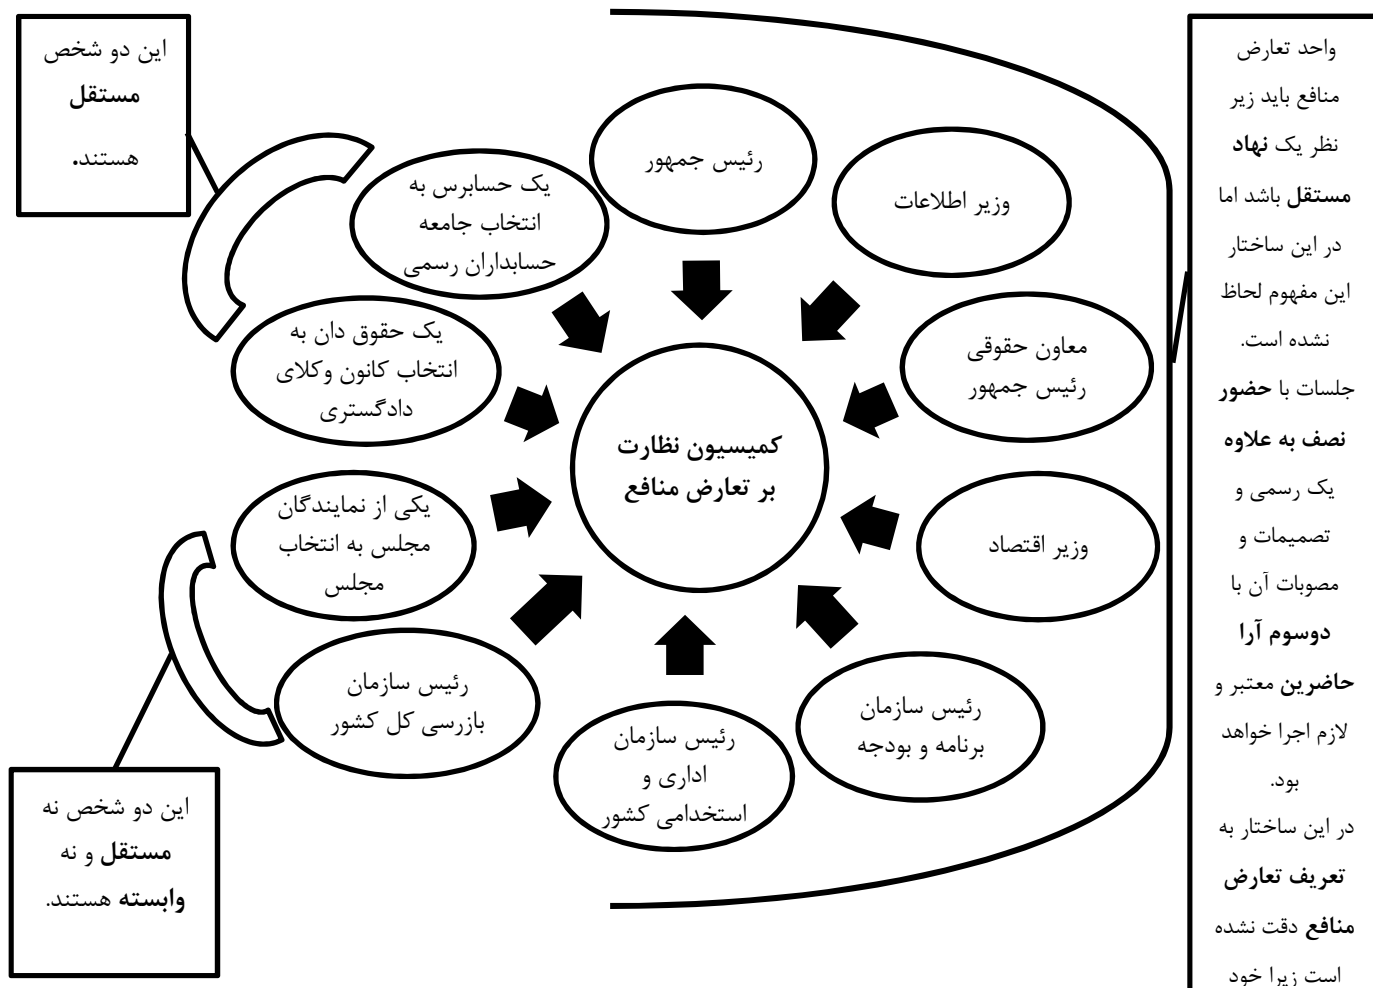 واحد تعارض
منافع باید زیر
نظر یک نهاد
مستقل باشد اما
در این ساختار
این مفهوم لحاظ
نشده است.
جلسات با حضور
نصف به علاوه
یک رسمی و
تصمیمات و
مصوبات آن با
دوسوم آرا
حاضرین معتبر و
لازم اجرا خواهد
بود.
در این ساختار به
تعریف تعارض
منافع دقت نشده
است زیرا خود
رئیس جمهور
وزیر اطلاعات
معاون حقوقی
رئیس جمهور
وزیر اقتصاد
رئیس سازمان
برنامه و بودجه
رئیس سازمان
اداری و
استخدامی کشور
رئیس سازمان
بازرسی کل کشور
یکی از نمایندگان
مجلس به انتخاب
مجلس
یک حقوق دان به
انتخاب کانون وکلای
دادگستری
یک حسابرس به
انتخاب جامعه
حسابداران رسمی
کمیسیون نظارت
بر تعارض منافع
این دو شخص
مستقل
هستند.
این دو شخص نه
مستقل و نه
وابسته هستند.